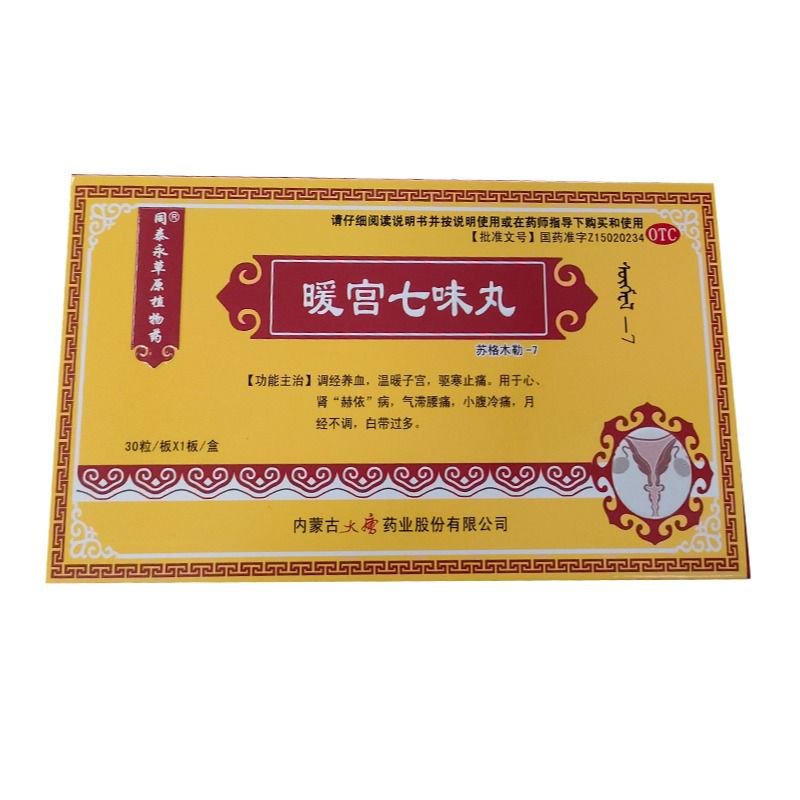 同泰永草原植物药®
请仔细阅读说明书并按说明使用或在药师指导下购买和使用
【批准文号】国药准字Z15020234
OTC
暖宫七味丸
苏格木勒-7
—7
【功能主治】调经养血，温暖子宫，驱寒止痛。用于心、
肾“赫依”病，气滞腰痛，小腹冷痛，月
经不调，白带过多。
30粒/板X1板/盒
内蒙古大唐药业股份有限公司